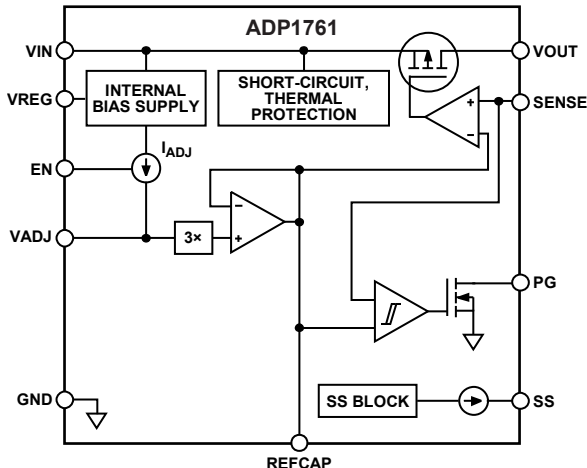 ADP1761
VIN
VOUT
INTERNAL
BIAS SUPPLY
SHORT-CIRCUIT,
THERMAL
PROTECTION
VREG
SENSE
+
−
IADJ
EN
−
+
VADJ
3×
PG
GND
SS BLOCK
SS
REFCAP